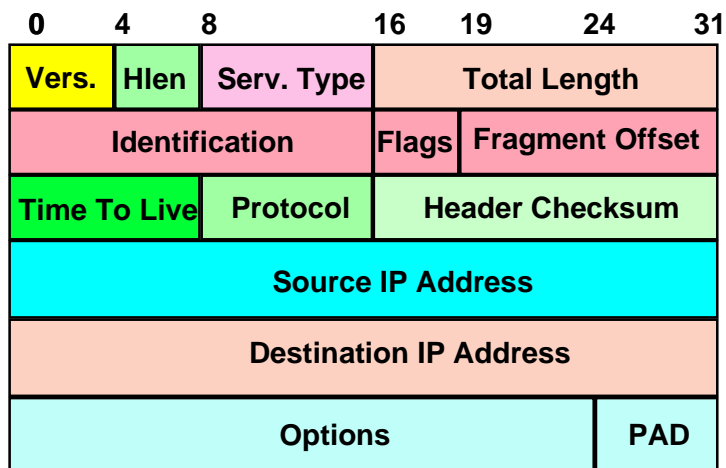 0 4 8 16 19 24 31
Vers. Hlen Serv. Type Total Length
Identification Flags Fragment Offset
Time To Live Protocol Header Checksum
Source IP Address
Destination IP Address
Options PAD